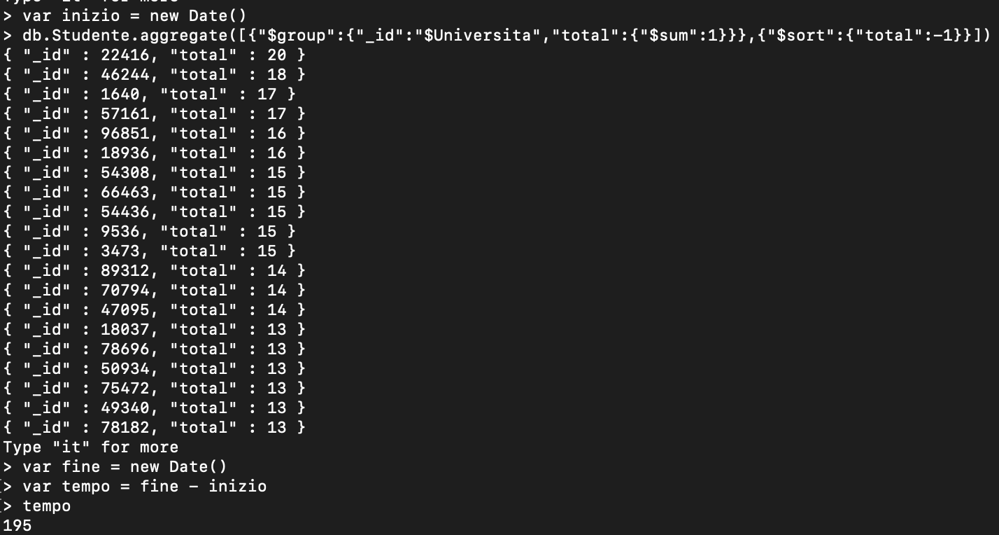 Type "it" for more
> var inizio = new Date()
> db.Studente.aggregate([{"$group":{"_id":"$Universita","total":{"$sum":1}}},{"$sort":{"total":-1}}])
{ "_id" : 22416, "total" : 20 }
{ "_id" : 46244, "total" : 18 }
{ "_id" : 1640, "total" : 17 }
{ "_id" : 57161, "total" : 17 }
{ "_id" : 96851, "total" : 16 }
{ "_id" : 18936, "total" : 16 }
{ "_id" : 54308, "total" : 15 }
{ "_id" : 66463, "total" : 15 }
{ "_id" : 54436, "total" : 15 }
{ "_id" : 9536, "total" : 15 }
{ "_id" : 3473, "total" : 15 }
{ "_id" : 89312, "total" : 14 }
{ "_id" : 70794, "total" : 14 }
{ "_id" : 47095, "total" : 14 }
{ "_id" : 18037, "total" : 13 }
{ "_id" : 78696, "total" : 13 }
{ "_id" : 50934, "total" : 13 }
{ "_id" : 75472, "total" : 13 }
{ "_id" : 49340, "total" : 13 }
{ "_id" : 78182, "total" : 13 }
Type "it" for more
> var fine = new Date()
> var tempo = fine - inizio
> tempo
195